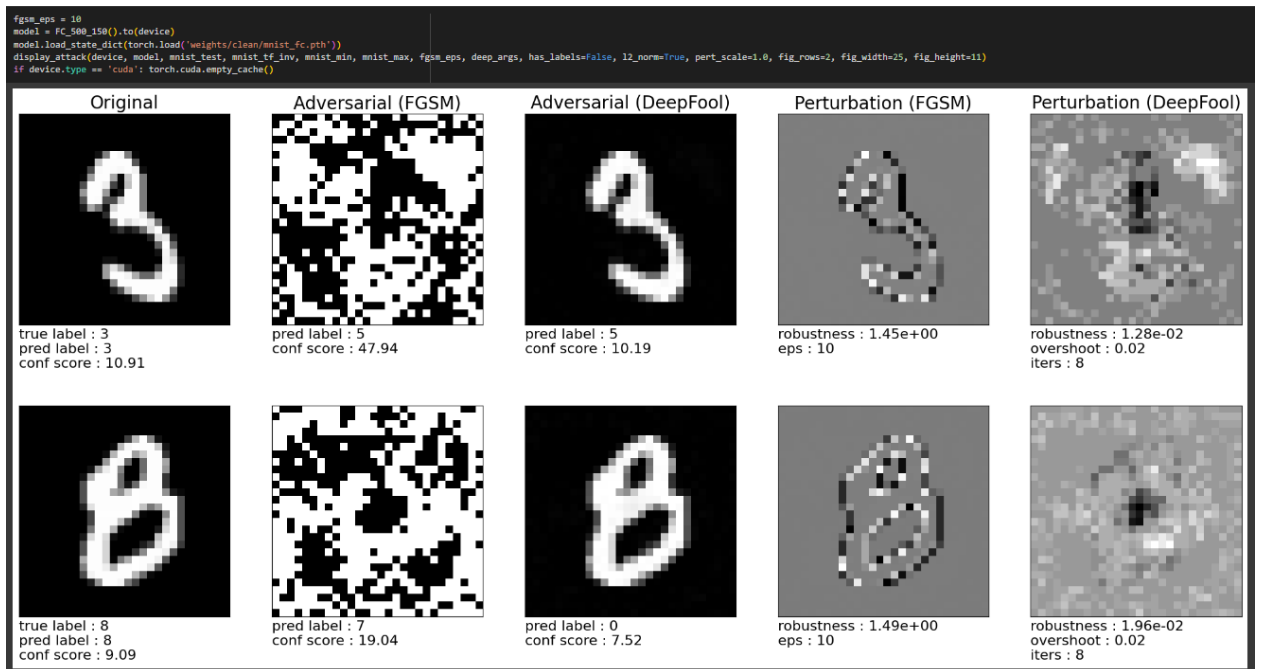 fgsm_eps = 10
model = FC_500_150().to(device)
model.load_state_dict(torch.load('weights/clean/mnist_fc.pth'))
display_attack(device, model, mnist_test, mnist_tf_inv, mnist_min, mnist_max, fgsm_eps, deep_args, has_labels=False, l2_norm=True, pert_scale=1.0, fig_rows=2, fig_width=25, fig_height=11)
if device.type == 'cuda': torch.cuda.empty_cache()
Original Adversarial (FGSM) Adversarial (DeepFool) Perturbation (FGSM) Perturbation (DeepFool)
true label : 3 pred label : 5 pred label : 5 robustness : 1.45e+00 robustness : 1.28e-02
pred label : 3 conf score : 47.94 conf score : 10.19 eps : 10 overshoot : 0.02
conf score : 10.91 iters : 8
true label : 8 pred label : 7 pred label : 0 robustness : 1.49e+00 robustness : 1.96e-02
pred label : 8 conf score : 19.04 conf score : 7.52 eps : 10 overshoot : 0.02
conf score : 9.09 iters : 8